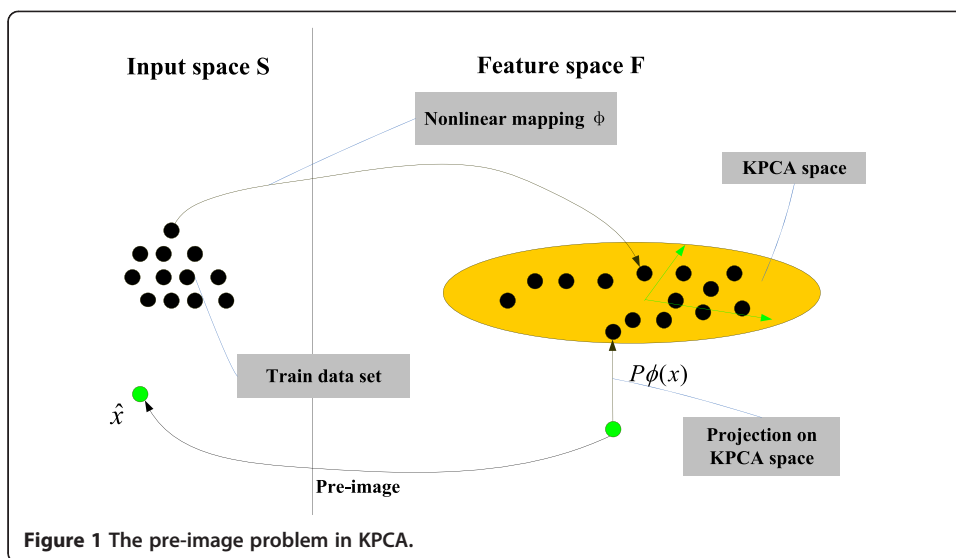 Input space S
Feature space F
Nonlinear mapping ϕ
KPCA space
Train data set
Pϕ(x)
x̂
Projection on
KPCA space
Pre-image
Figure 1 The pre-image problem in KPCA.